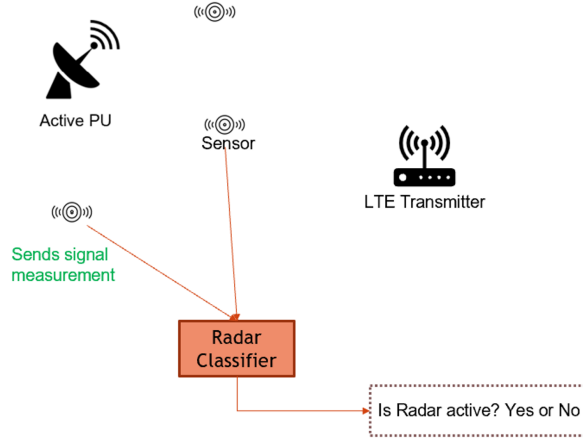 Active PU
Sensor
LTE Transmitter
Sends signal
measurement
Radar
Classifier
Is Radar active? Yes or No